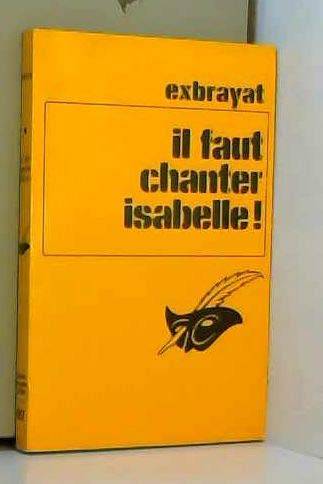 exbrayat
il faut
chanter
isabelle!